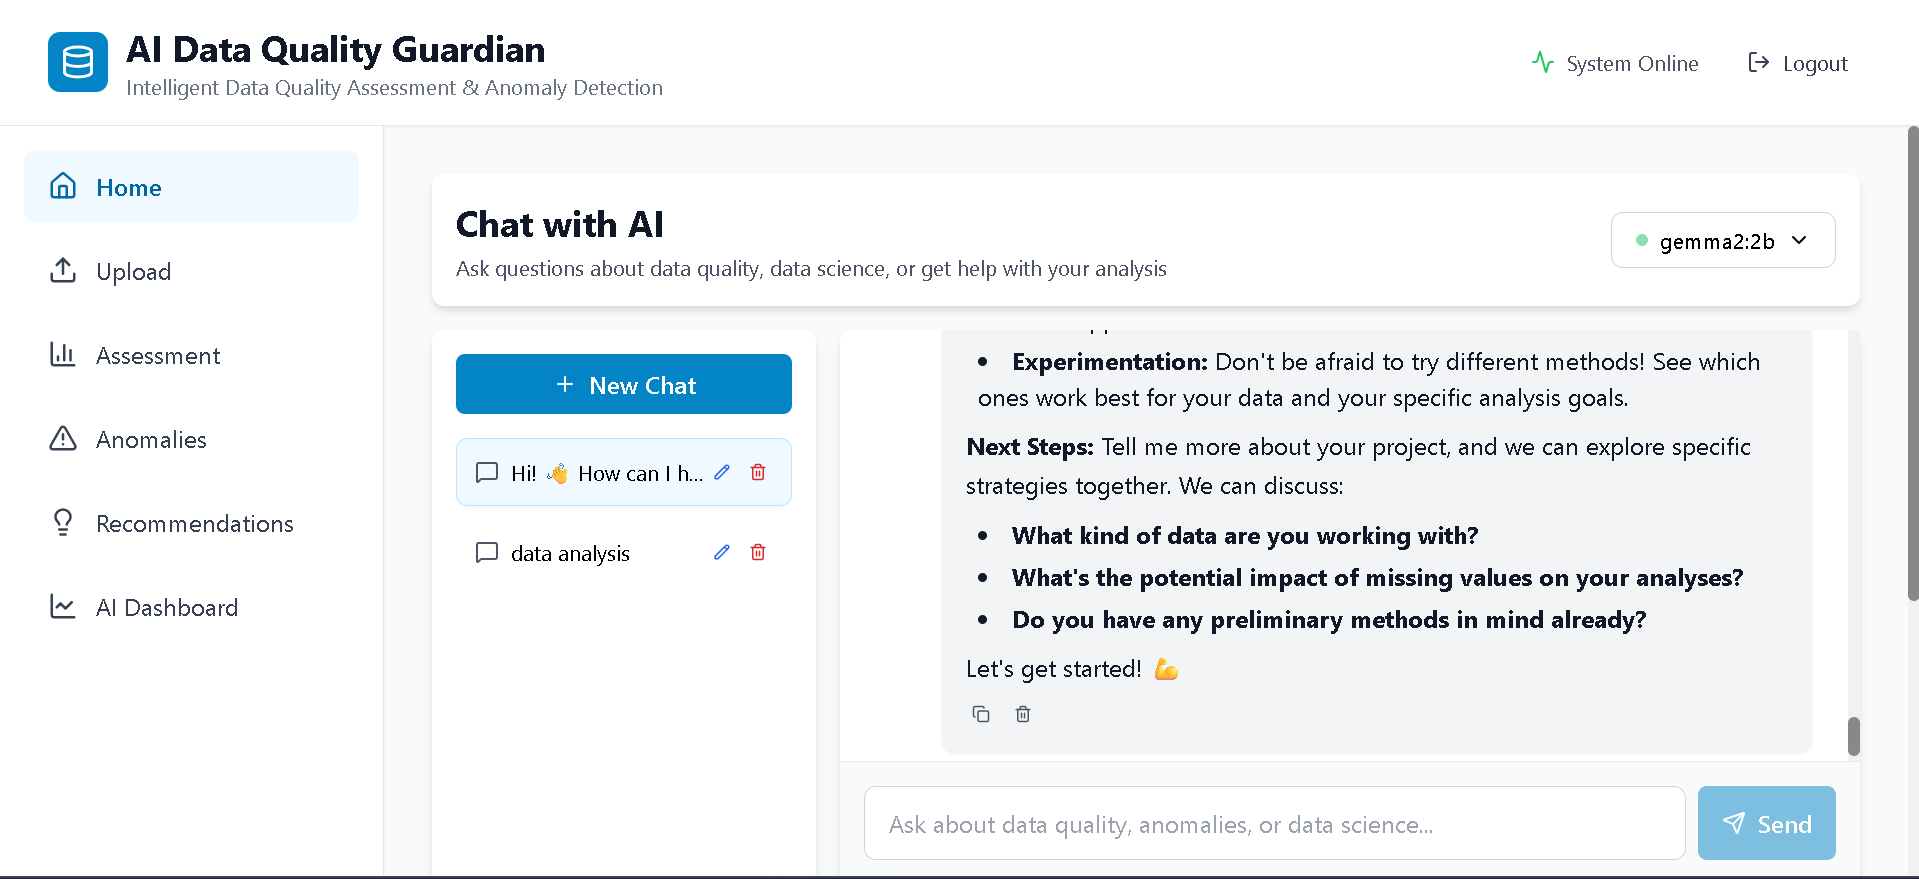 AI Data Quality Guardian
Intelligent Data Quality Assessment & Anomaly Detection
System Online
Logout
Home
Upload
Assessment
Anomalies
Recommendations
AI Dashboard
Chat with AI
Ask questions about data quality, data science, or get help with your analysis
gemma2:2b
+ New Chat
Hi! 👋 How can I h...
data analysis
• Experimentation: Don't be afraid to try different methods! See which
ones work best for your data and your specific analysis goals.
Next Steps: Tell me more about your project, and we can explore specific
strategies together. We can discuss:
• What kind of data are you working with?
• What's the potential impact of missing values on your analyses?
• Do you have any preliminary methods in mind already?
Let's get started! 💪
Ask about data quality, anomalies, or data science...
Send